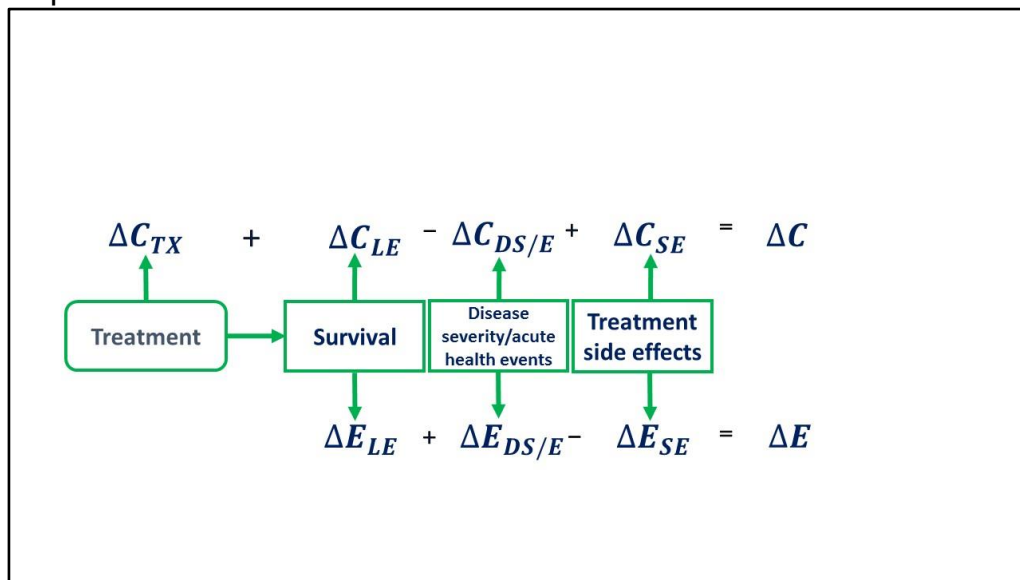 ΔC_TX + ΔC_LE − ΔC_DS/E + ΔC_SE = ΔC
Treatment
Survival
Disease
severity/acute
health events
Treatment
side effects
ΔE_LE + ΔE_DS/E − ΔE_SE = ΔE